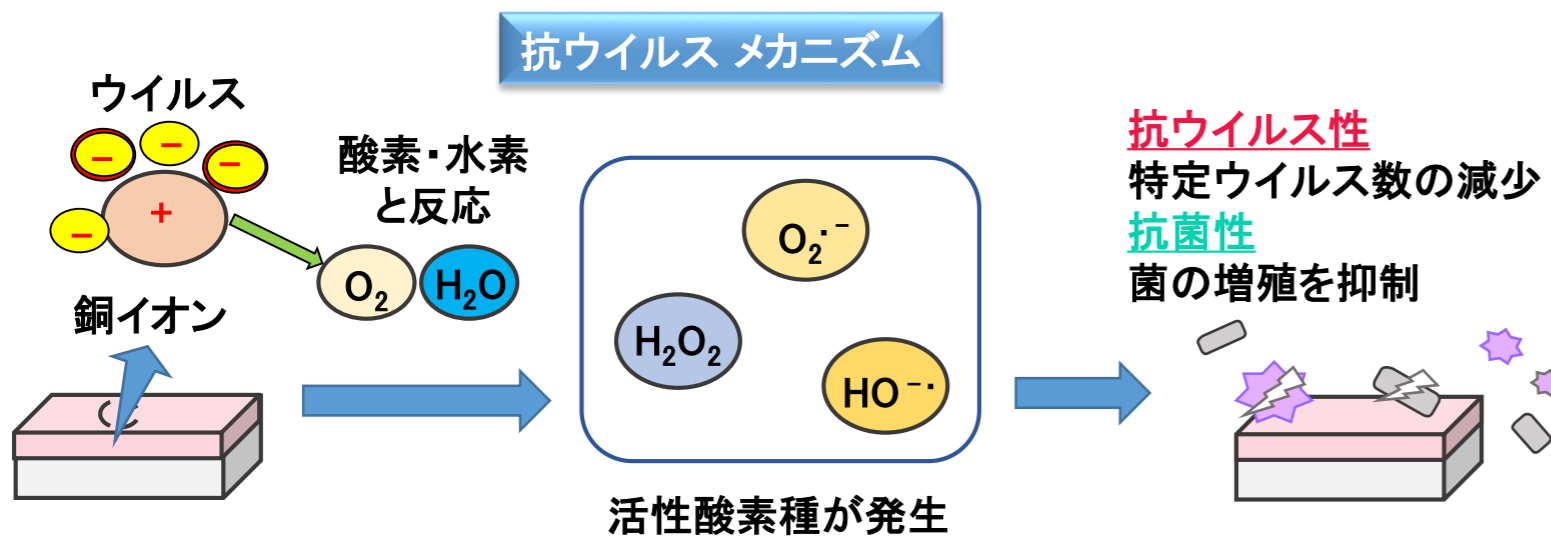 抗ウイルス メカニズム
ウイルス
− − − −
+
銅イオン
酸素・水素
と反応
O₂ H₂O
O₂·⁻
H₂O₂
HO⁻·
活性酸素種が発生
抗ウイルス性
特定ウイルス数の減少
抗菌性
菌の増殖を抑制